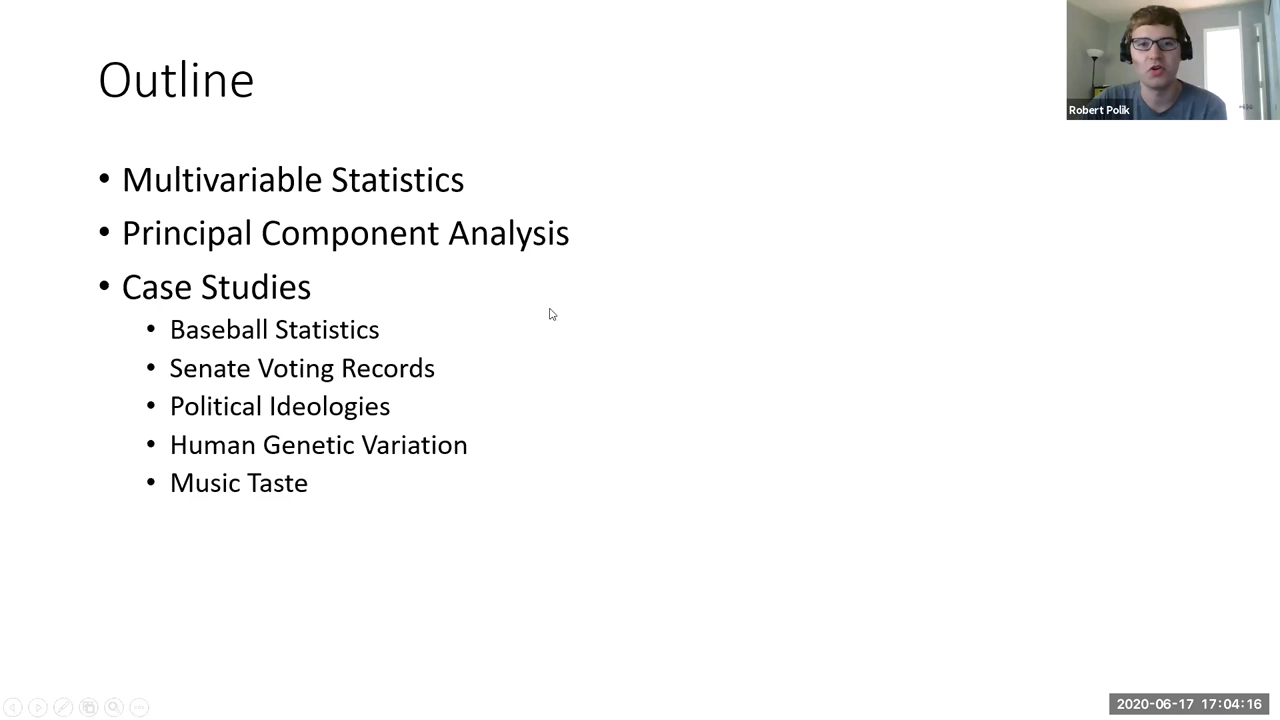 Outline
Robert Polik
• Multivariable Statistics
• Principal Component Analysis
• Case Studies
• Baseball Statistics
• Senate Voting Records
• Political Ideologies
• Human Genetic Variation
• Music Taste
2020-06-17 17:04:16